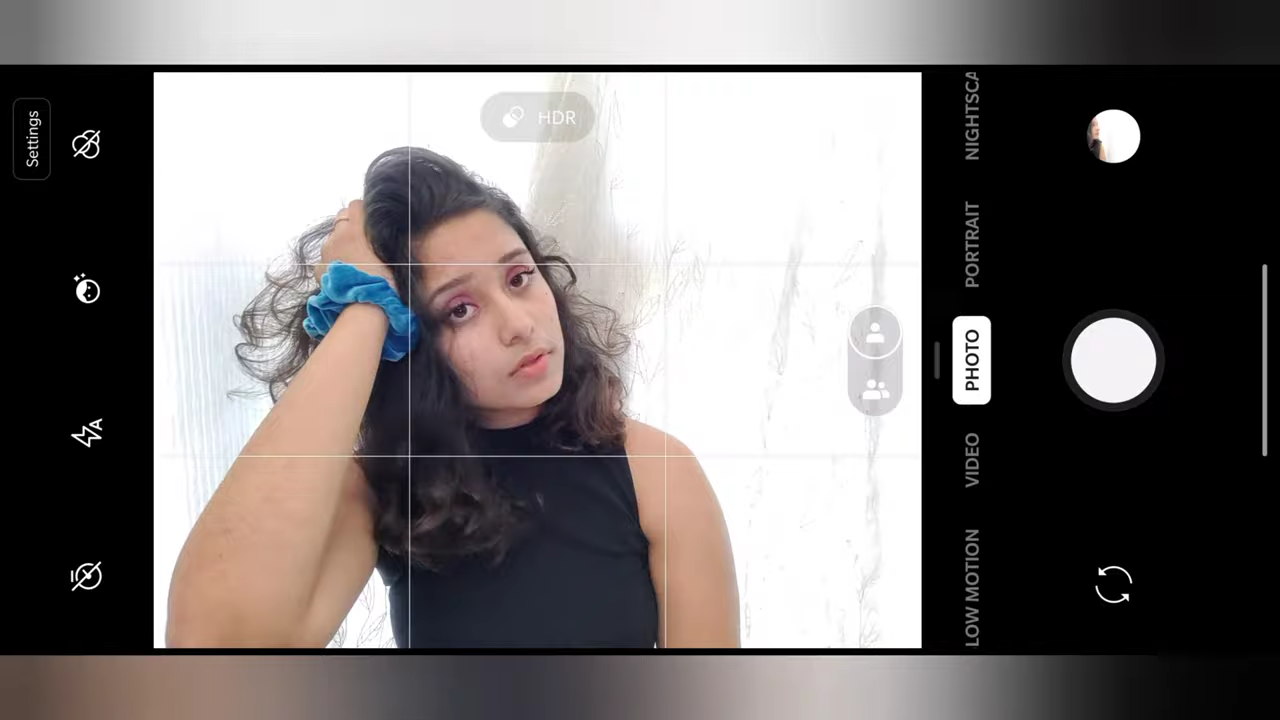 Settings
HDR
NIGHTSCA
PORTRAIT
PHOTO
VIDEO
LOW MOTION
A